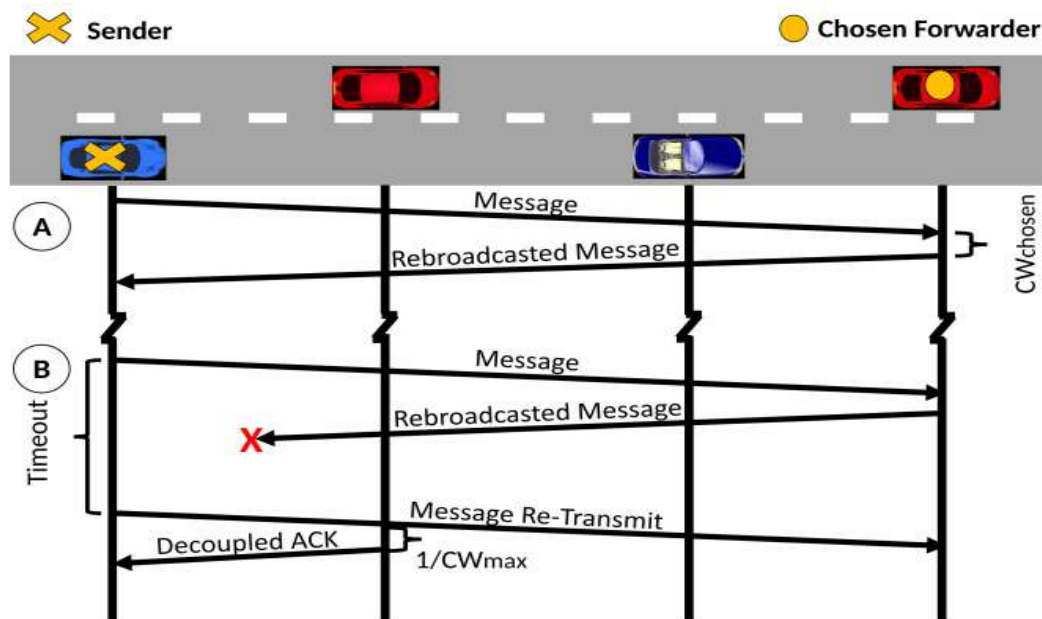 Sender
Chosen Forwarder
A
Message
Rebroadcasted Message
CWchosen
B
Message
Rebroadcasted Message
X
Timeout
Message Re-Transmit
Decoupled ACK
1/CWmax